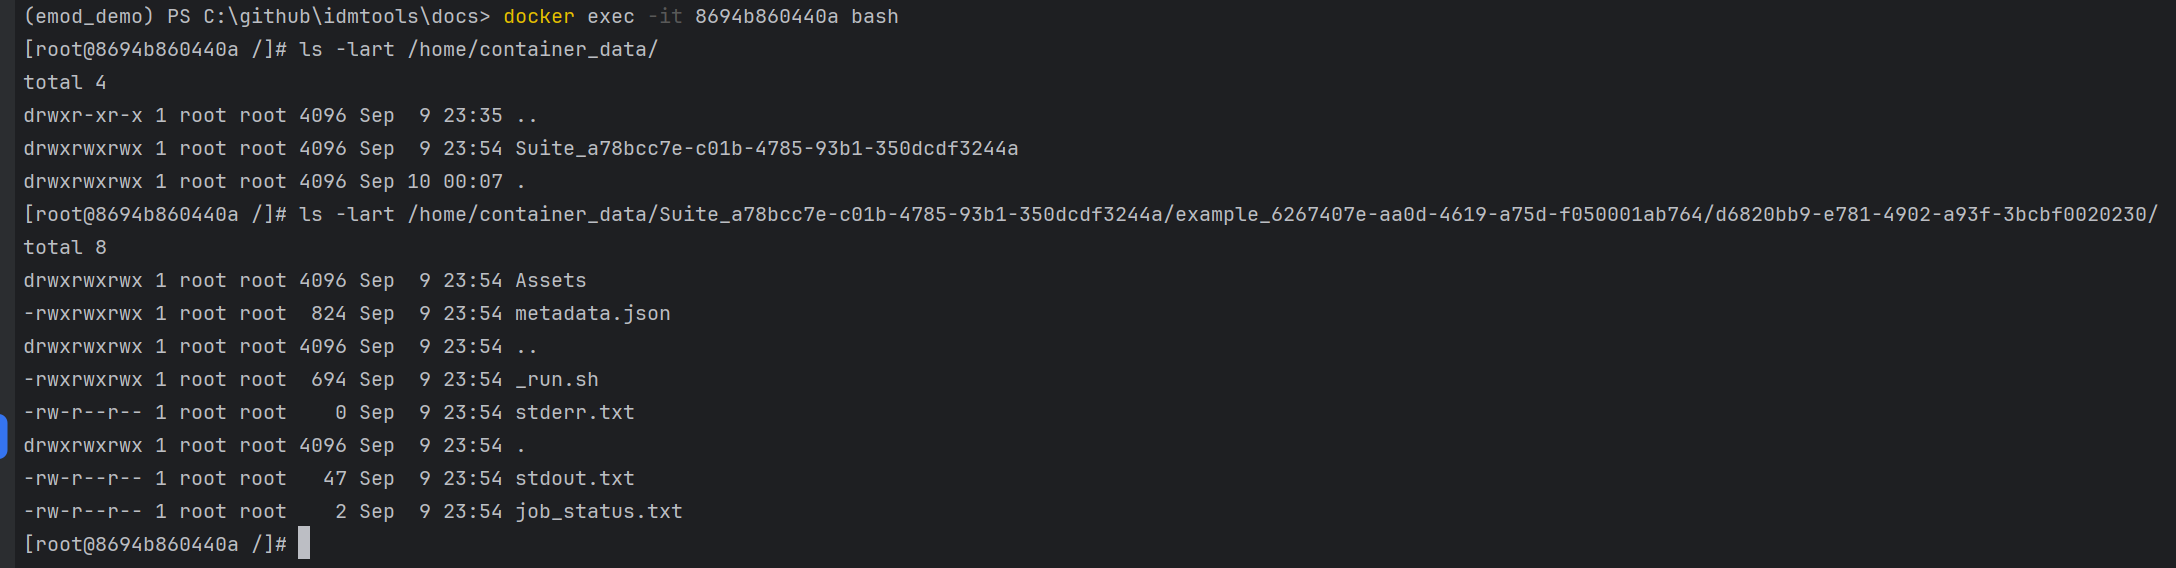 (emod_demo) PS C:\github\idmtools\docs> docker exec -it 8694b860440a bash
[root@8694b860440a /]# ls -lart /home/container_data/
total 4
drwxr-xr-x 1 root root 4096 Sep  9 23:35 ..
drwxrwxrwx 1 root root 4096 Sep  9 23:54 Suite_a78bcc7e-c01b-4785-93b1-350dcdf3244a
drwxrwxrwx 1 root root 4096 Sep 10 00:07 .
[root@8694b860440a /]# ls -lart /home/container_data/Suite_a78bcc7e-c01b-4785-93b1-350dcdf3244a/example_6267407e-aa0d-4619-a75d-f050001ab764/d6820bb9-e781-4902-a93f-3bcbf0020230/
total 8
drwxrwxrwx 1 root root 4096 Sep  9 23:54 Assets
-rwxrwxrwx 1 root root  824 Sep  9 23:54 metadata.json
drwxrwxrwx 1 root root 4096 Sep  9 23:54 ..
-rwxrwxrwx 1 root root  694 Sep  9 23:54 _run.sh
-rw-r--r-- 1 root root    0 Sep  9 23:54 stderr.txt
drwxrwxrwx 1 root root 4096 Sep  9 23:54 .
-rw-r--r-- 1 root root   47 Sep  9 23:54 stdout.txt
-rw-r--r-- 1 root root    2 Sep  9 23:54 job_status.txt
[root@8694b860440a /]#